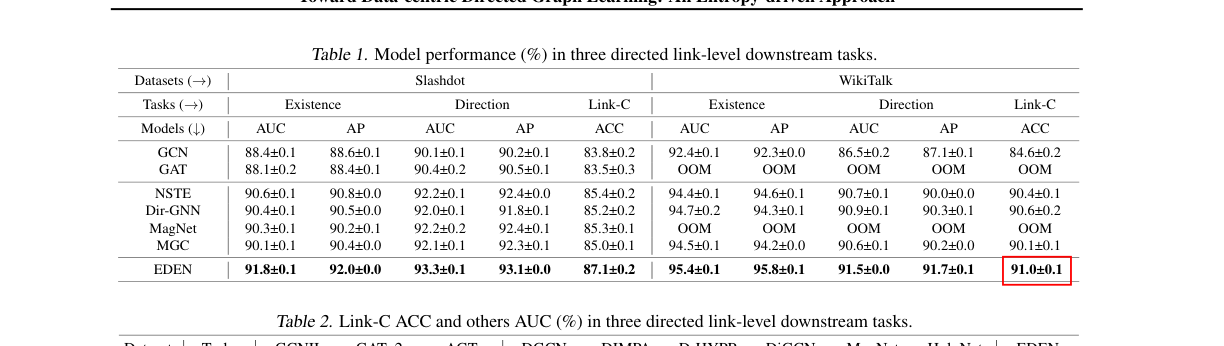 Toward Data-centric Directed Graph Learning: An Entropy-driven Approach
Table 1. Model performance (%) in three directed link-level downstream tasks.
Datasets (→) Slashdot WikiTalk
Tasks (→) Existence Direction Link-C Existence Direction Link-C
Models (↓) AUC AP AUC AP ACC AUC AP AUC AP ACC
GCN 88.4±0.1 88.6±0.1 90.1±0.1 90.2±0.1 83.8±0.2 92.4±0.1 92.3±0.0 86.5±0.2 87.1±0.1 84.6±0.2
GAT 88.1±0.2 88.4±0.1 90.4±0.2 90.5±0.1 83.5±0.3 OOM OOM OOM OOM OOM
NSTE 90.6±0.1 90.8±0.0 92.2±0.1 92.4±0.0 85.4±0.2 94.4±0.1 94.6±0.1 90.7±0.1 90.0±0.0 90.4±0.1
Dir-GNN 90.4±0.1 90.5±0.0 92.0±0.1 91.8±0.1 85.2±0.2 94.7±0.2 94.3±0.1 90.9±0.1 90.3±0.1 90.6±0.2
MagNet 90.3±0.1 90.2±0.1 92.2±0.2 92.4±0.1 85.3±0.1 OOM OOM OOM OOM OOM
MGC 90.1±0.1 90.4±0.0 92.1±0.1 92.3±0.1 85.0±0.1 94.5±0.1 94.2±0.0 90.6±0.1 90.2±0.0 90.1±0.1
EDEN 91.8±0.1 92.0±0.0 93.3±0.1 93.1±0.0 87.1±0.2 95.4±0.1 95.8±0.1 91.5±0.0 91.7±0.1 91.0±0.1
Table 2. Link-C ACC and others AUC (%) in three directed link-level downstream tasks.